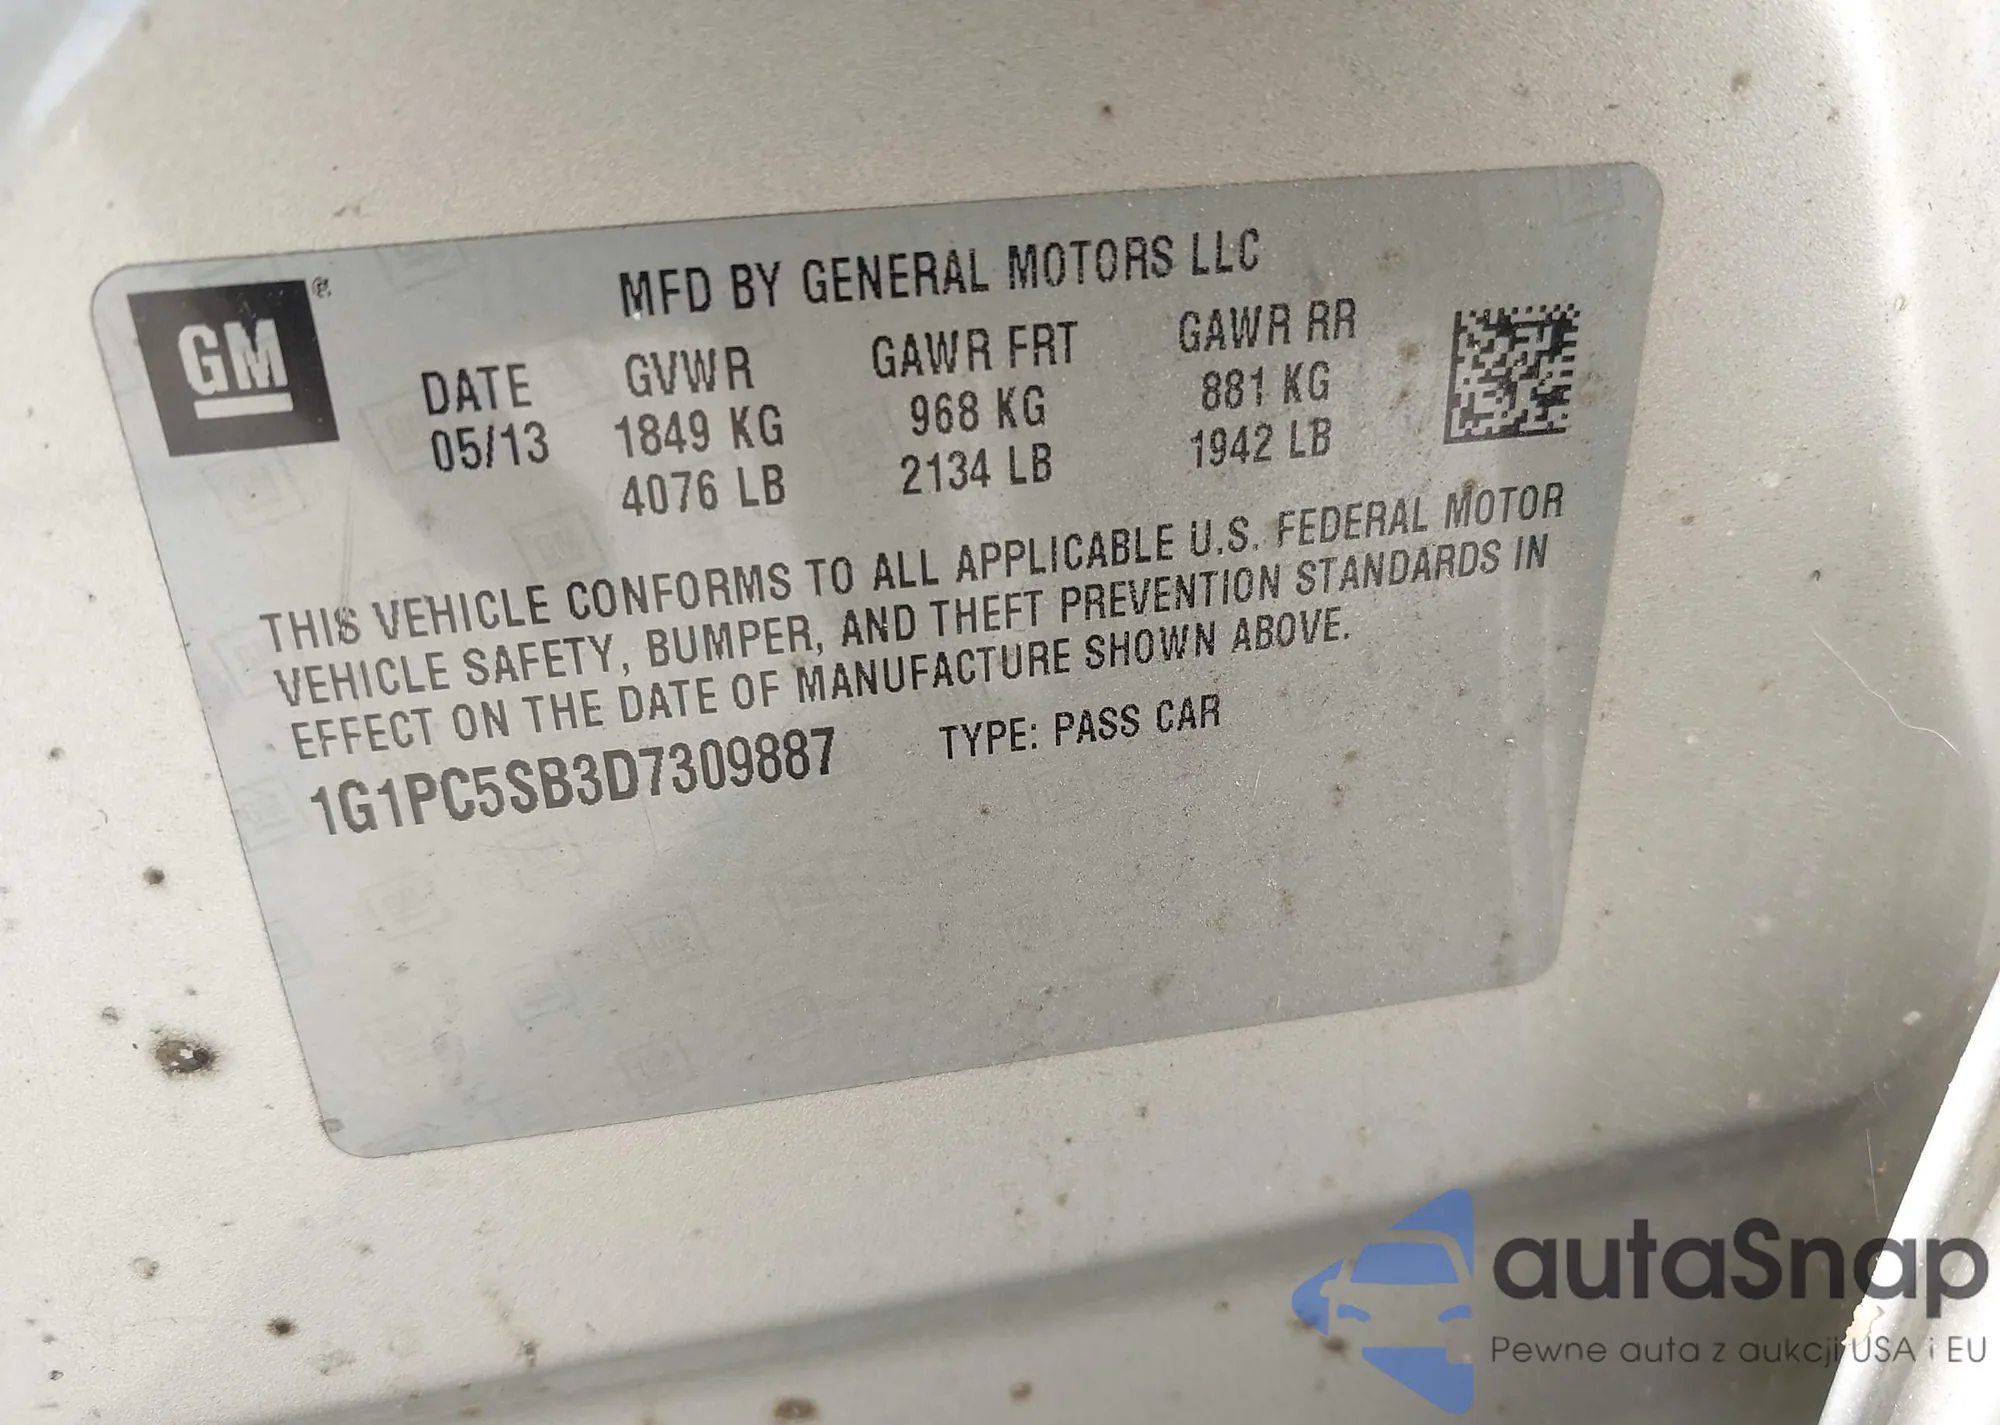 GM ®
MFD BY GENERAL MOTORS LLC
DATE GVWR GAWR FRT GAWR RR
05/13 1849 KG 968 KG 881 KG
4076 LB 2134 LB 1942 LB
THIS VEHICLE CONFORMS TO ALL APPLICABLE U.S. FEDERAL MOTOR
VEHICLE SAFETY, BUMPER, AND THEFT PREVENTION STANDARDS IN
EFFECT ON THE DATE OF MANUFACTURE SHOWN ABOVE.
1G1PC5SB3D7309887 TYPE: PASS CAR
autaSnap
Pewne auta z aukcji USA i EU